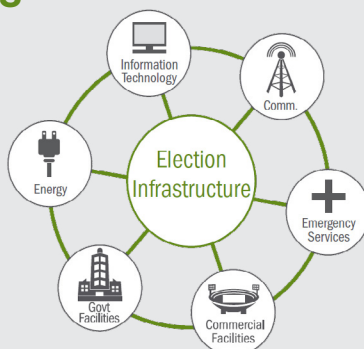 Information
Technology
Comm.
Election
Infrastructure
Energy
Emergency
Services
Govt
Facilities
Commercial
Facilities